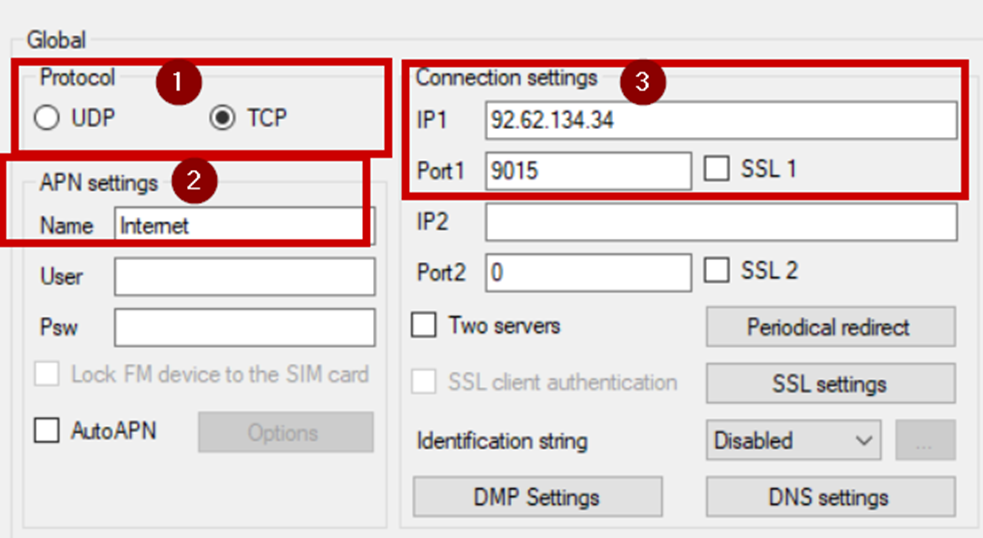 Global
Protocol 1
UDP TCP
APN settings 2
Name Internet
User
Psw
Lock FM device to the SIM card
AutoAPN Options
Connection settings 3
IP1 92.62.134.34
Port1 9015 SSL 1
IP2
Port2 0 SSL 2
Two servers Periodical redirect
SSL client authentication SSL settings
Identification string Disabled ...
DMP Settings DNS settings